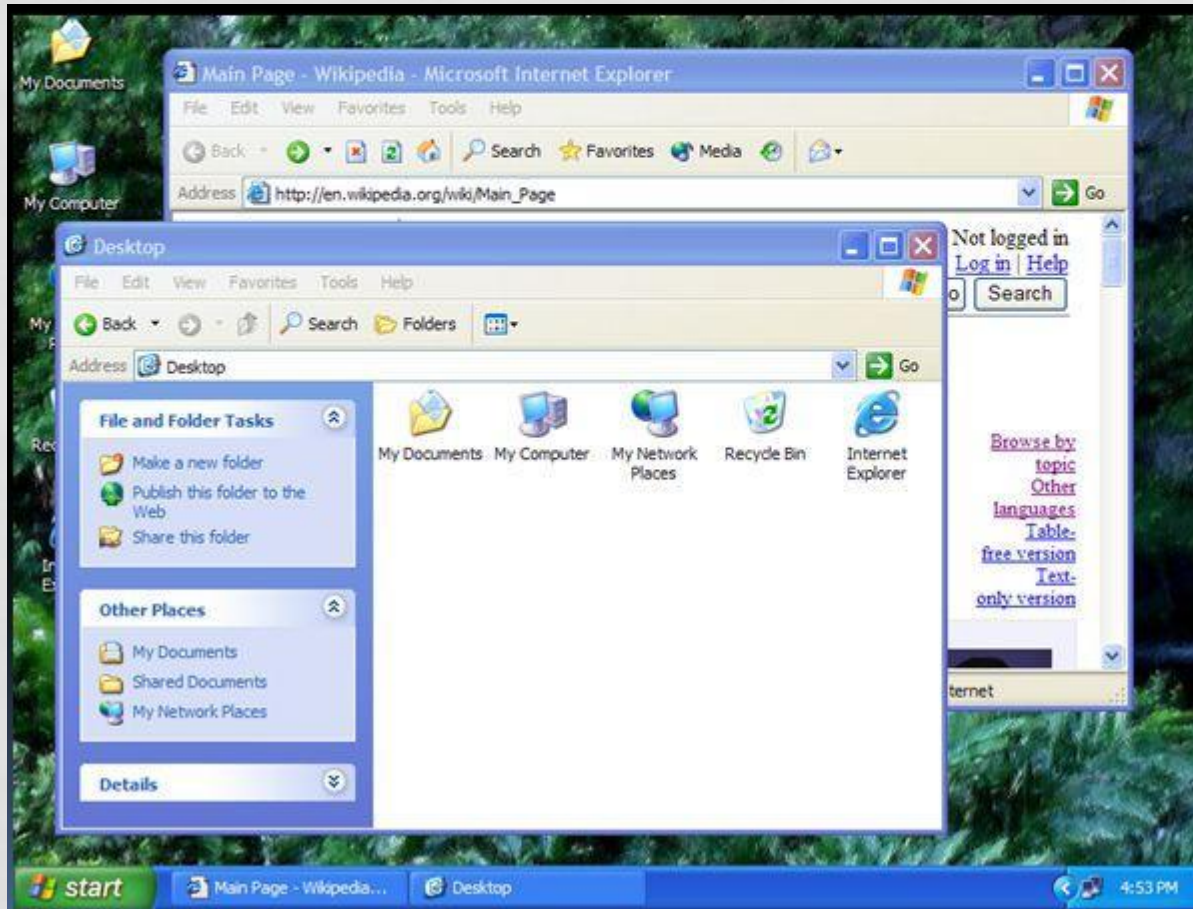 My Documents
My Computer
My
Rec
In
Main Page - Wikipedia - Microsoft Internet Explorer
File Edit View Favorites Tools Help
Back Search Favorites Media
Address http://en.wikipedia.org/wiki/Main_Page Go
Not logged in
Log in | Help
o Search
Browse by
topic
Other
languages
Table-
free version
Text-
only version
ternet
Desktop
File Edit View Favorites Tools Help
Back Search Folders
Address Desktop Go
File and Folder Tasks
Make a new folder
Publish this folder to the
Web
Share this folder
Other Places
My Documents
Shared Documents
My Network Places
Details
My Documents My Computer My Network Recycle Bin Internet
Places Explorer
start Main Page - Wikipedia... Desktop 4:53 PM